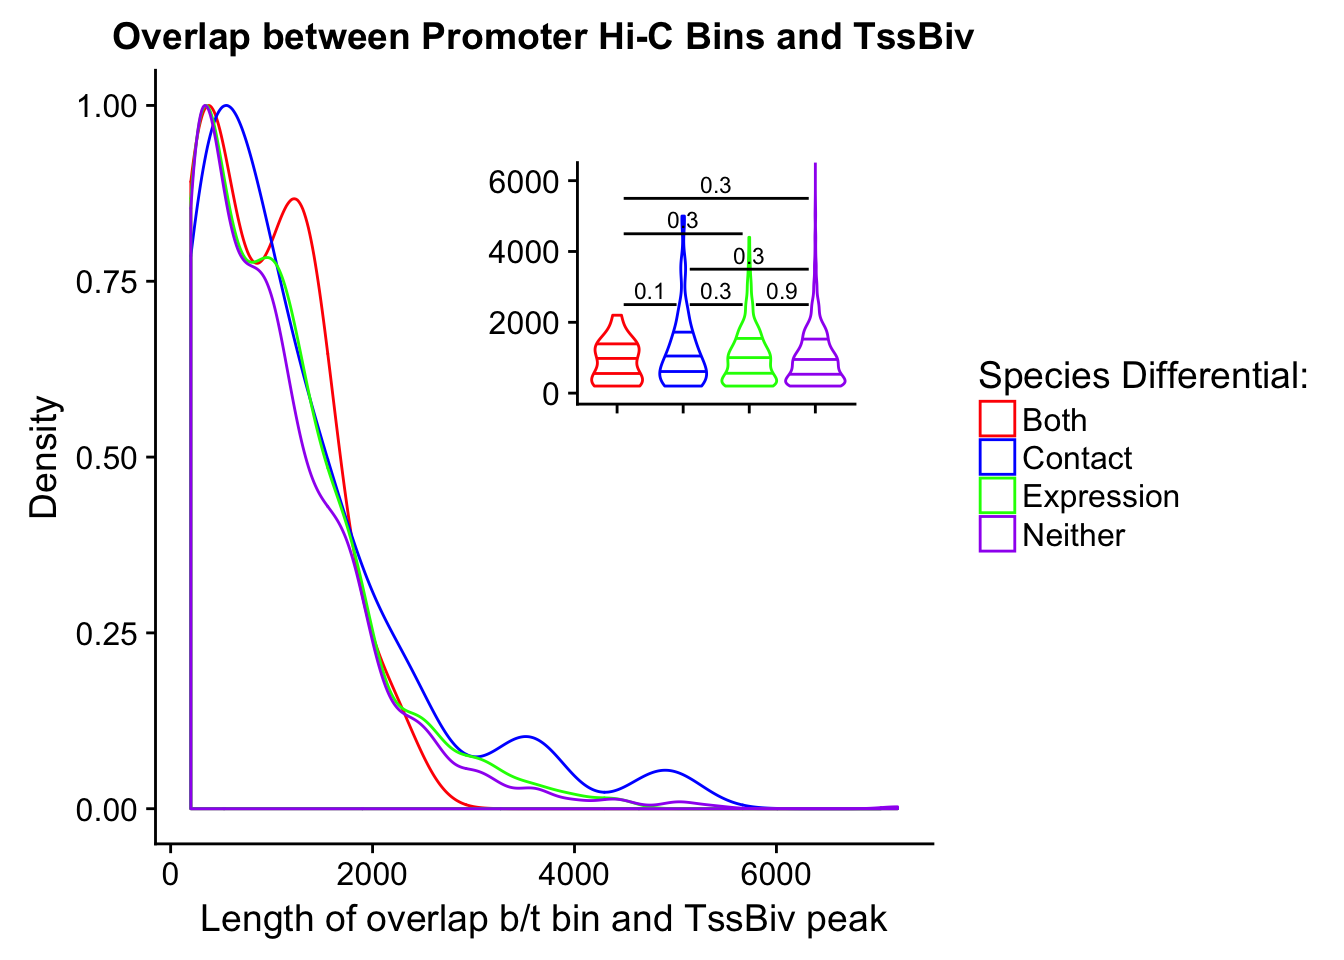 Overlap between Promoter Hi-C Bins and TssBiv
1.00
0.75
0.50
0.25
0.00
Density
0
2000
4000
6000
Length of overlap b/t bin and TssBiv peak
6000
4000
2000
0
0.3
0.3
0.3
0.1
0.3
0.9
Species Differential:
Both
Contact
Expression
Neither